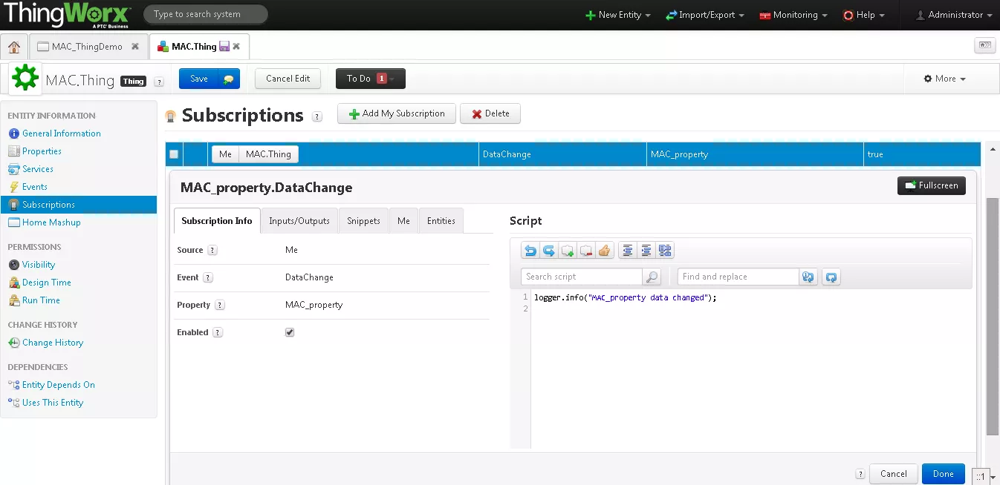 ThingWorx
A PTC Business
Type to search system
New Entity
Import/Export
Monitoring
Help
Administrator
MAC_ThingDemo
MAC.Thing
MAC.Thing Thing ?
Save
Cancel Edit
To Do 1
More
ENTITY INFORMATION
General Information
Properties
Services
Events
Subscriptions
Home Mashup
PERMISSIONS
Visibility
Design Time
Run Time
CHANGE HISTORY
Change History
DEPENDENCIES
Entity Depends On
Uses This Entity
Subscriptions ?
Add My Subscription
Delete
Me MAC.Thing DataChange MAC_property true
MAC_property.DataChange
Fullscreen
Subscription Info
Inputs/Outputs
Snippets
Me
Entities
Source ? Me
Event ? DataChange
Property ? MAC_property
Enabled ?
Script
Search script
Find and replace
1 logger.info("MAC_property data changed");
2
?
Cancel
Done
::1